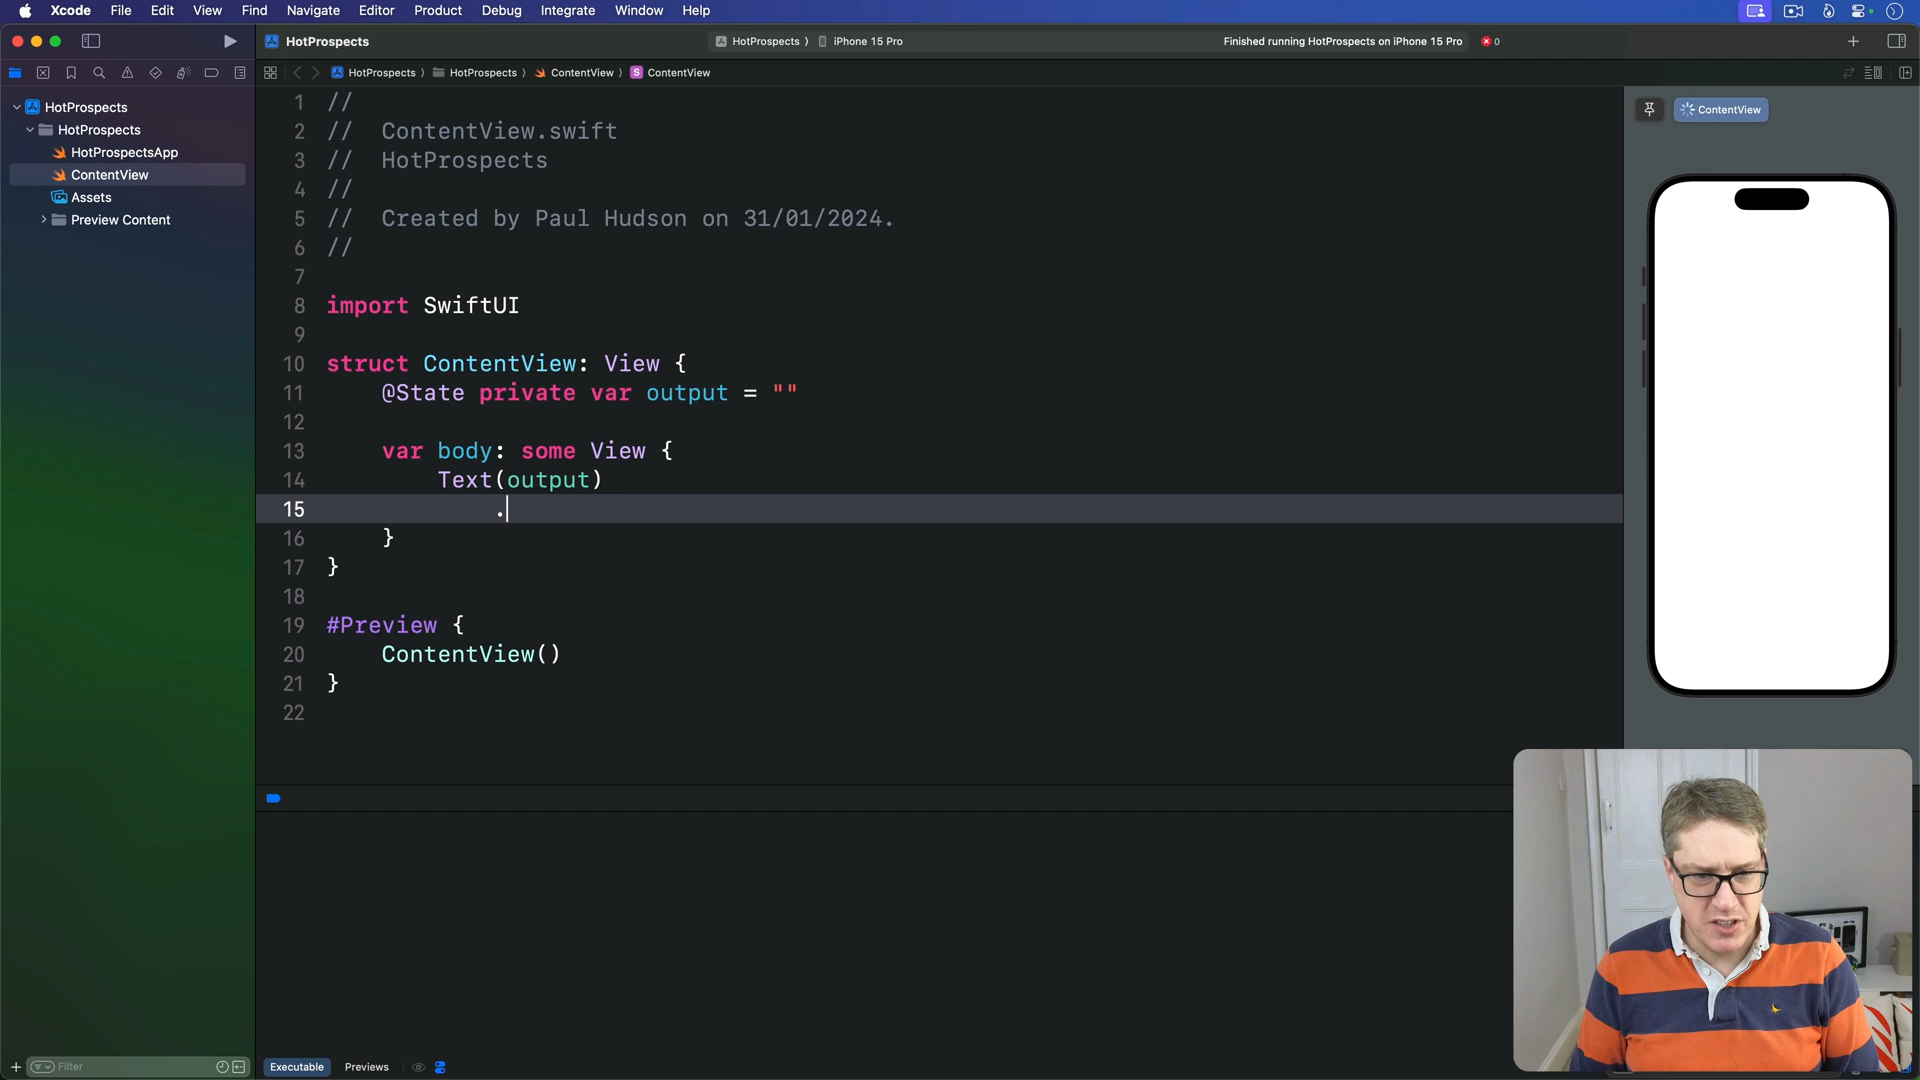 Xcode File Edit View Find Navigate Editor Product Debug Integrate Window Help
HotProspects
HotProspects ⟩ iPhone 15 Pro
Finished running HotProspects on iPhone 15 Pro
0
HotProspects ⟩ HotProspects ⟩ ContentView ⟩ S ContentView
HotProspects
HotProspects
HotProspectsApp
ContentView
Assets
Preview Content
1 //
2 //  ContentView.swift
3 //  HotProspects
4 //
5 //  Created by Paul Hudson on 31/01/2024.
6 //
7
8 import SwiftUI
9
10 struct ContentView: View {
11     @State private var output = ""
12
13     var body: some View {
14         Text(output)
15             .
16     }
17 }
18
19 #Preview {
20     ContentView()
21 }
22
ContentView
Filter
Executable Previews